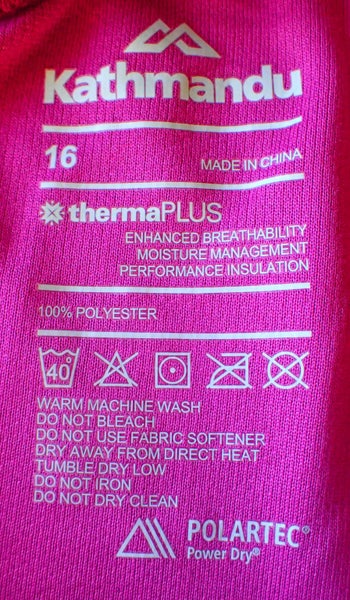 Kathmandu
16 MADE IN CHINA
thermaPLUS
ENHANCED BREATHABILITY
MOISTURE MANAGEMENT
PERFORMANCE INSULATION
100% POLYESTER
40°
WARM MACHINE WASH
DO NOT BLEACH
DO NOT USE FABRIC SOFTENER
DRY AWAY FROM DIRECT HEAT
TUMBLE DRY LOW
DO NOT IRON
DO NOT DRY CLEAN
POLARTEC®
Power Dry®